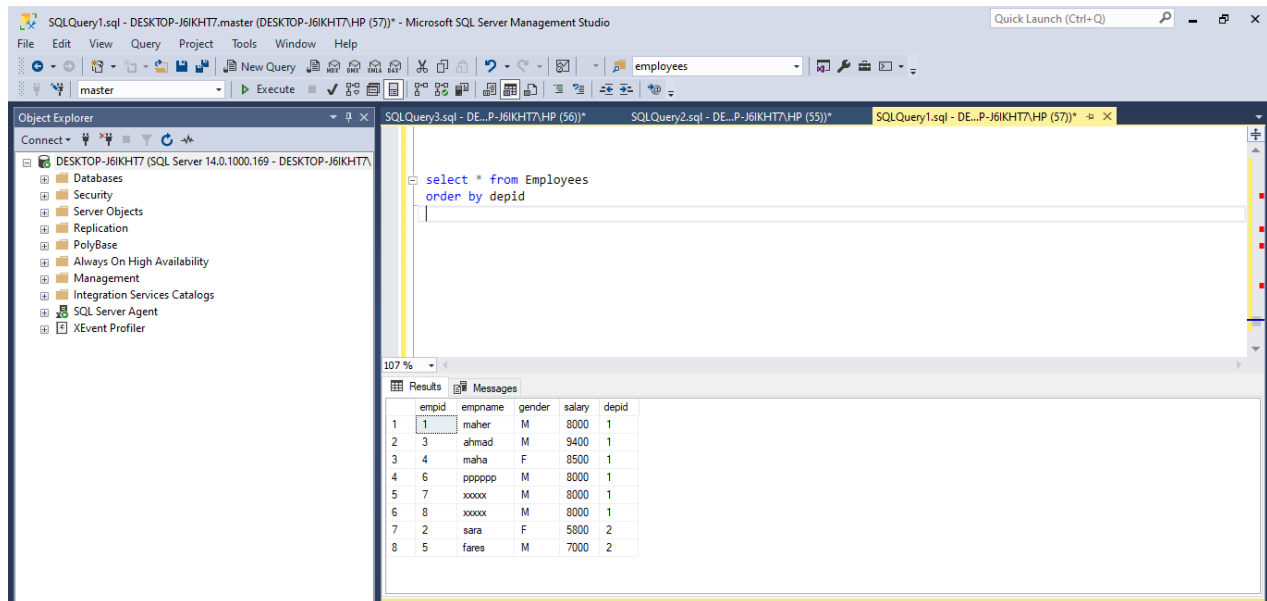 SQLQuery1.sql - DESKTOP-J6IKHT7.master (DESKTOP-J6IKHT7\HP (57))* - Microsoft SQL Server Management Studio
Quick Launch (Ctrl+Q)
File Edit View Query Project Tools Window Help
New Query MDX DMX XMLA DAX employees
master Execute
Object Explorer
SQLQuery3.sql - DE...P-J6IKHT7\HP (56))* SQLQuery2.sql - DE...P-J6IKHT7\HP (55))* SQLQuery1.sql - DE...P-J6IKHT7\HP (57))*
Connect
DESKTOP-J6IKHT7 (SQL Server 14.0.1000.169 - DESKTOP-J6IKHT7\
Databases
Security
Server Objects
Replication
PolyBase
Always On High Availability
Management
Integration Services Catalogs
SQL Server Agent
XEvent Profiler
select * from Employees
order by depid
107 %
Results Messages
empid empname gender salary depid
1 1 maher M 8000 1
2 3 ahmad M 9400 1
3 4 maha F 8500 1
4 6 pppppp M 8000 1
5 7 xxxxx M 8000 1
6 8 xxxxx M 8000 1
7 2 sara F 5800 2
8 5 fares M 7000 2